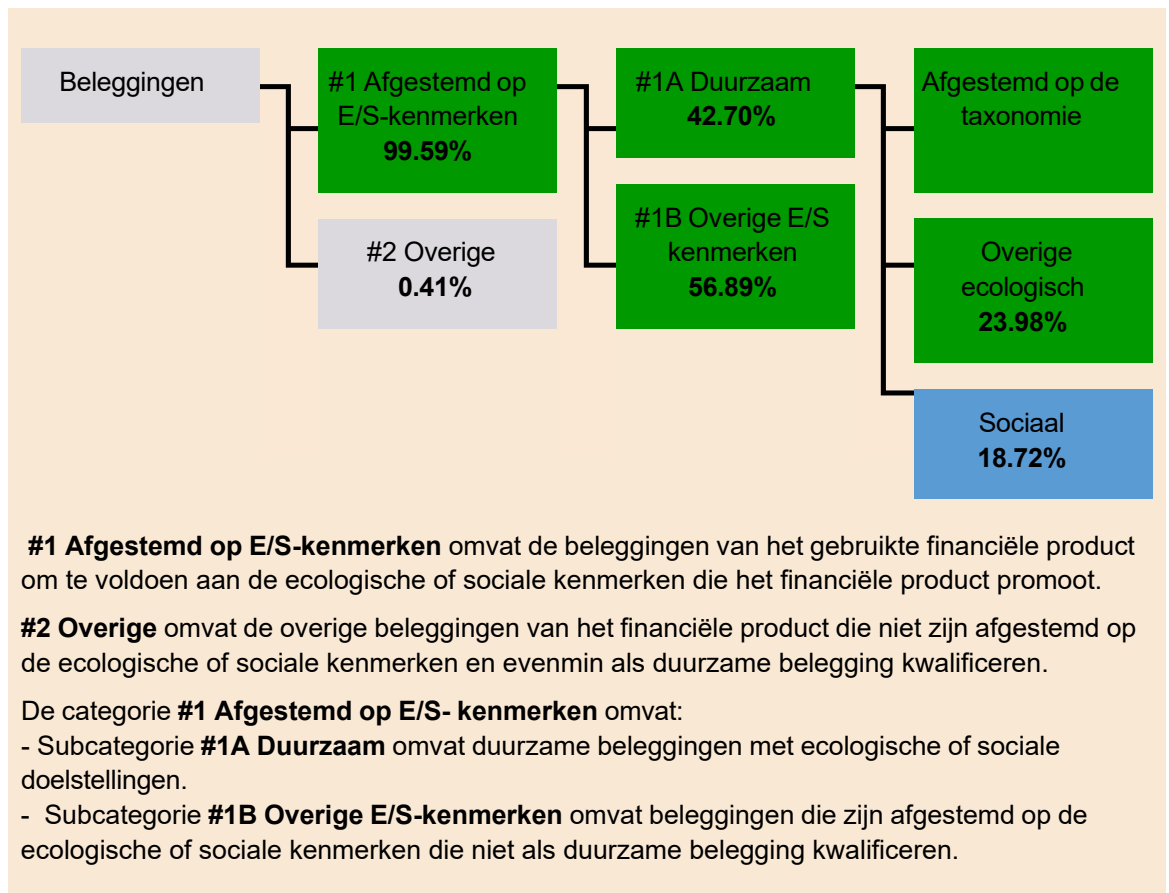 Beleggingen
#1 Afgestemd op
E/S-kenmerken
99.59%
#2 Overige
0.41%
#1A Duurzaam
42.70%
#1B Overige E/S
kenmerken
56.89%
Afgestemd op de
taxonomie
Overige
ecologisch
23.98%
Sociaal
18.72%
#1 Afgestemd op E/S-kenmerken omvat de beleggingen van het gebruikte financiële product
om te voldoen aan de ecologische of sociale kenmerken die het financiële product promoot.
#2 Overige omvat de overige beleggingen van het financiële product die niet zijn afgestemd op
de ecologische of sociale kenmerken en evenmin als duurzame belegging kwalificeren.
De categorie #1 Afgestemd op E/S- kenmerken omvat:
- Subcategorie #1A Duurzaam omvat duurzame beleggingen met ecologische of sociale
doelstellingen.
- Subcategorie #1B Overige E/S-kenmerken omvat beleggingen die zijn afgestemd op de
ecologische of sociale kenmerken die niet als duurzame belegging kwalificeren.